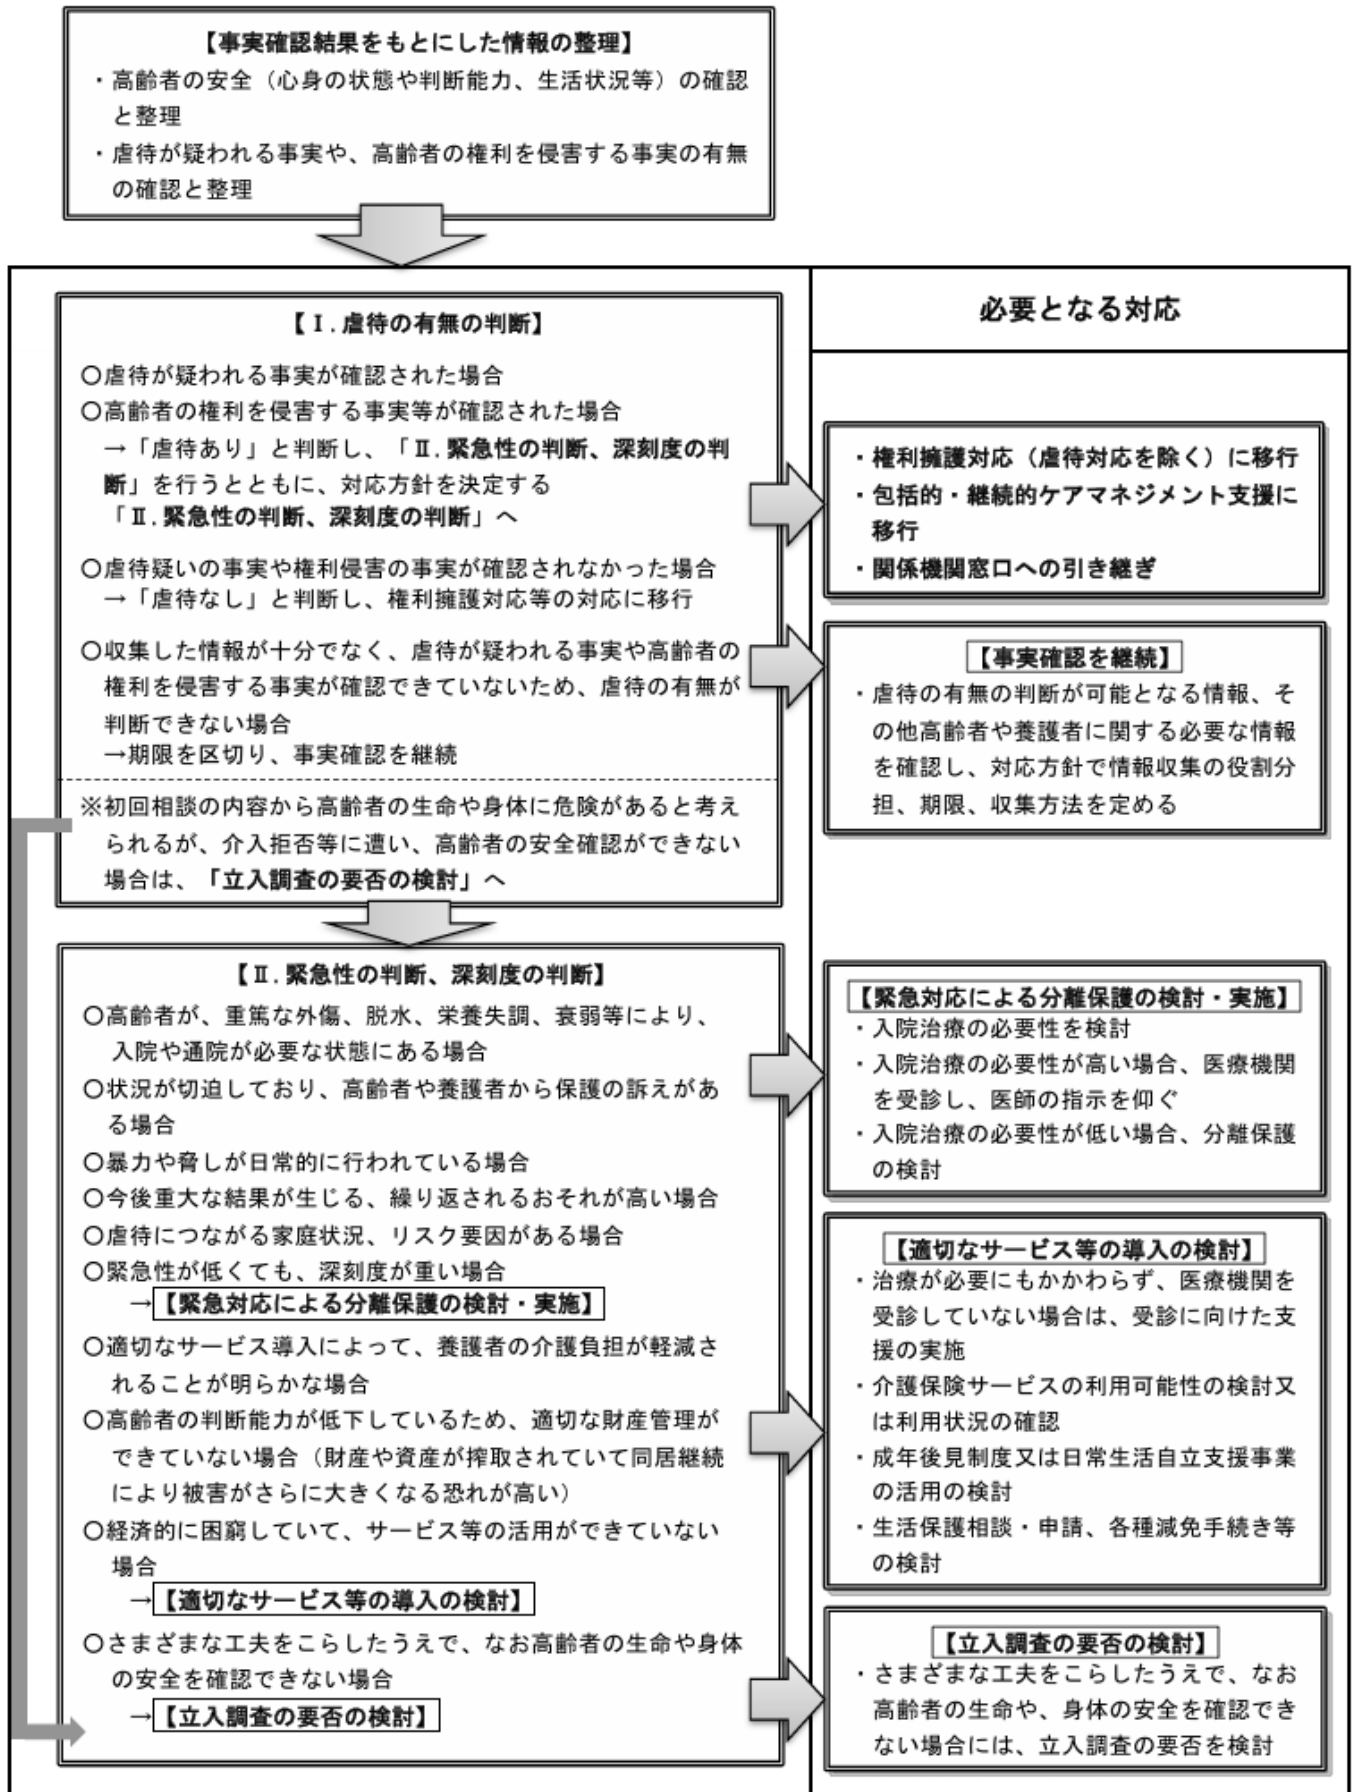 【事実確認結果をもとにした情報の整理】
・高齢者の安全（心身の状態や判断能力、生活状況等）の確認
と整理
・虐待が疑われる事実や、高齢者の権利を侵害する事実の有無
の確認と整理
【Ⅰ.虐待の有無の判断】
〇虐待が疑われる事実が確認された場合
〇高齢者の権利を侵害する事実等が確認された場合
→「虐待あり」と判断し、「Ⅱ.緊急性の判断、深刻度の判
断」を行うとともに、対応方針を決定する
「Ⅱ.緊急性の判断、深刻度の判断」へ
〇虐待疑いの事実や権利侵害の事実が確認されなかった場合
→「虐待なし」と判断し、権利擁護対応等の対応に移行
〇収集した情報が十分でなく、虐待が疑われる事実や高齢者の
権利を侵害する事実が確認できていないため、虐待の有無が
判断できない場合
→期限を区切り、事実確認を継続
※初回相談の内容から高齢者の生命や身体に危険があると考え
られるが、介入拒否等に遭い、高齢者の安全確認ができない
場合は、「立入調査の要否の検討」へ
必要となる対応
・権利擁護対応（虐待対応を除く）に移行
・包括的・継続的ケアマネジメント支援に
移行
・関係機関窓口への引き継ぎ
【事実確認を継続】
・虐待の有無の判断が可能となる情報、そ
の他高齢者や養護者に関する必要な情報
を確認し、対応方針で情報収集の役割分
担、期限、収集方法を定める
【Ⅱ.緊急性の判断、深刻度の判断】
〇高齢者が、重篤な外傷、脱水、栄養失調、衰弱等により、
入院や通院が必要な状態にある場合
〇状況が切迫しており、高齢者や養護者から保護の訴えがあ
る場合
〇暴力や脅しが日常的に行われている場合
〇今後重大な結果が生じる、繰り返されるおそれが高い場合
〇虐待につながる家庭状況、リスク要因がある場合
〇緊急性が低くても、深刻度が重い場合
→【緊急対応による分離保護の検討・実施】
〇適切なサービス導入によって、養護者の介護負担が軽減さ
れることが明らかな場合
〇高齢者の判断能力が低下しているため、適切な財産管理が
できていない場合（財産や資産が搾取されていて同居継続
により被害がさらに大きくなる恐れが高い）
〇経済的に困窮していて、サービス等の活用ができていない
場合
→【適切なサービス等の導入の検討】
〇さまざまな工夫をこらしたうえで、なお高齢者の生命や身体
の安全を確認できない場合
→【立入調査の要否の検討】
【緊急対応による分離保護の検討・実施】
・入院治療の必要性を検討
・入院治療の必要性が高い場合、医療機関
を受診し、医師の指示を仰ぐ
・入院治療の必要性が低い場合、分離保護
の検討
【適切なサービス等の導入の検討】
・治療が必要にもかかわらず、医療機関を
受診していない場合は、受診に向けた支
援の実施
・介護保険サービスの利用可能性の検討又
は利用状況の確認
・成年後見制度又は日常生活自立支援事業
の活用の検討
・生活保護相談・申請、各種減免手続き等
の検討
【立入調査の要否の検討】
・さまざまな工夫をこらしたうえで、なお
高齢者の生命や、身体の安全を確認でき
ない場合には、立入調査の要否を検討